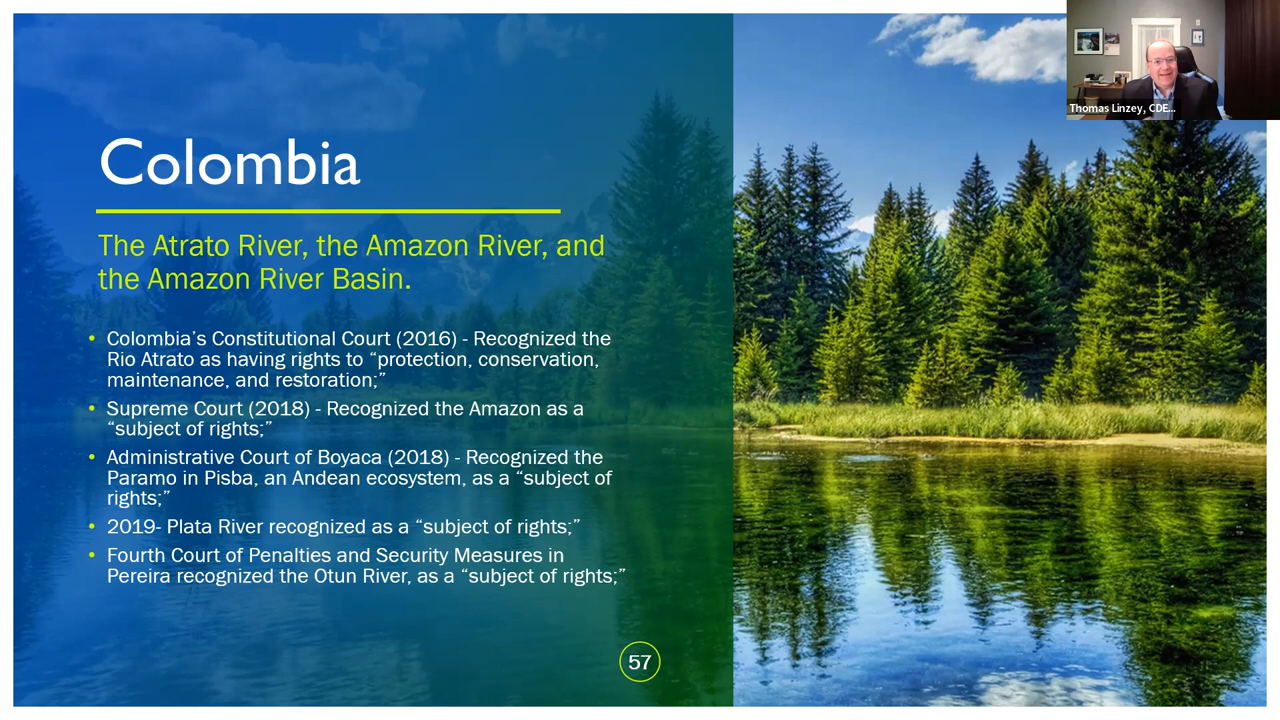 Thomas Linzey, CDE...
Colombia
The Atrato River, the Amazon River, and
the Amazon River Basin.
• Colombia’s Constitutional Court (2016) - Recognized the
Rio Atrato as having rights to “protection, conservation,
maintenance, and restoration;”
• Supreme Court (2018) - Recognized the Amazon as a
“subject of rights;”
• Administrative Court of Boyaca (2018) - Recognized the
Paramo in Pisba, an Andean ecosystem, as a “subject of
rights;”
• 2019- Plata River recognized as a “subject of rights;”
• Fourth Court of Penalties and Security Measures in
Pereira recognized the Otun River, as a “subject of rights;”
57